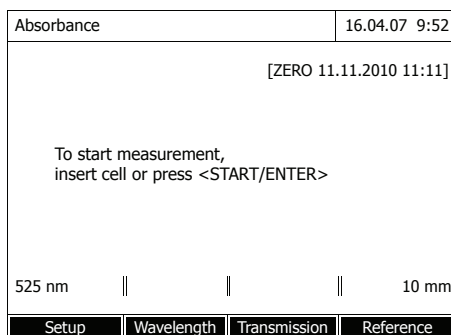 Absorbance 16.04.07 9:52
[ZERO 11.11.2010 11:11]
To start measurement,
insert cell or press <START/ENTER>
525 nm 10 mm
Setup Wavelength Transmission Reference